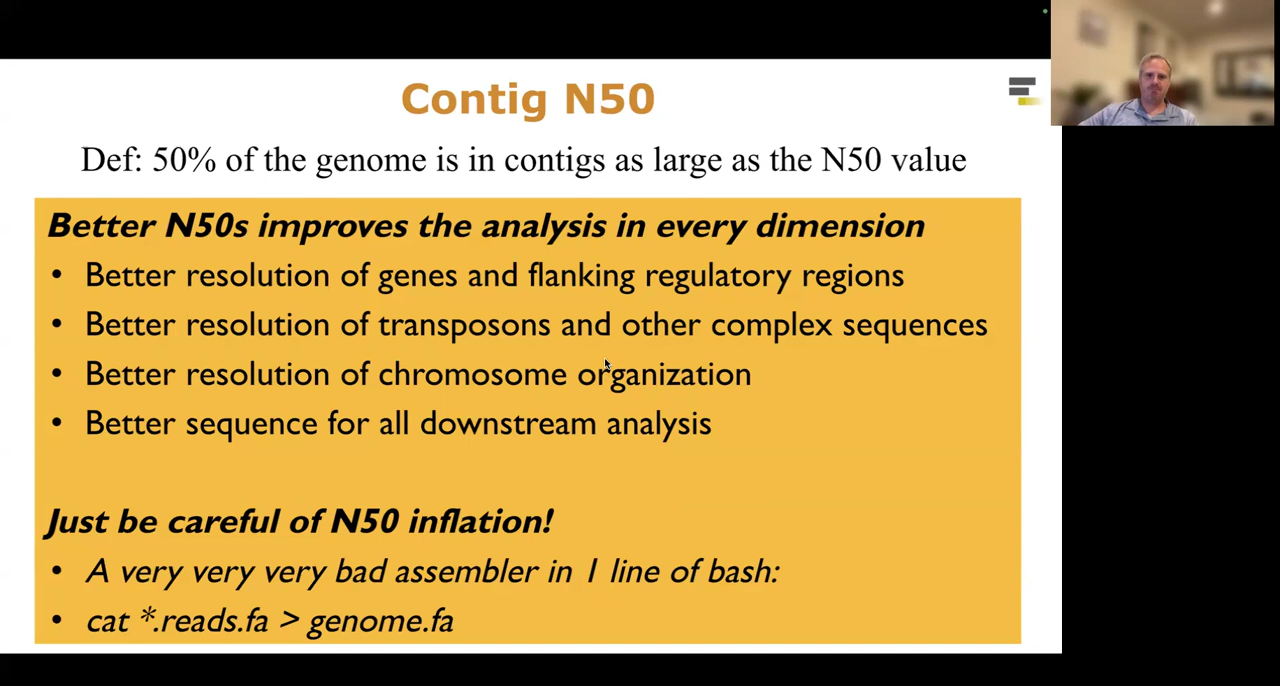 Contig N50
Def: 50% of the genome is in contigs as large as the N50 value
Better N50s improves the analysis in every dimension
• Better resolution of genes and flanking regulatory regions
• Better resolution of transposons and other complex sequences
• Better resolution of chromosome organization
• Better sequence for all downstream analysis
Just be careful of N50 inflation!
• A very very very bad assembler in 1 line of bash:
• cat *.reads.fa > genome.fa